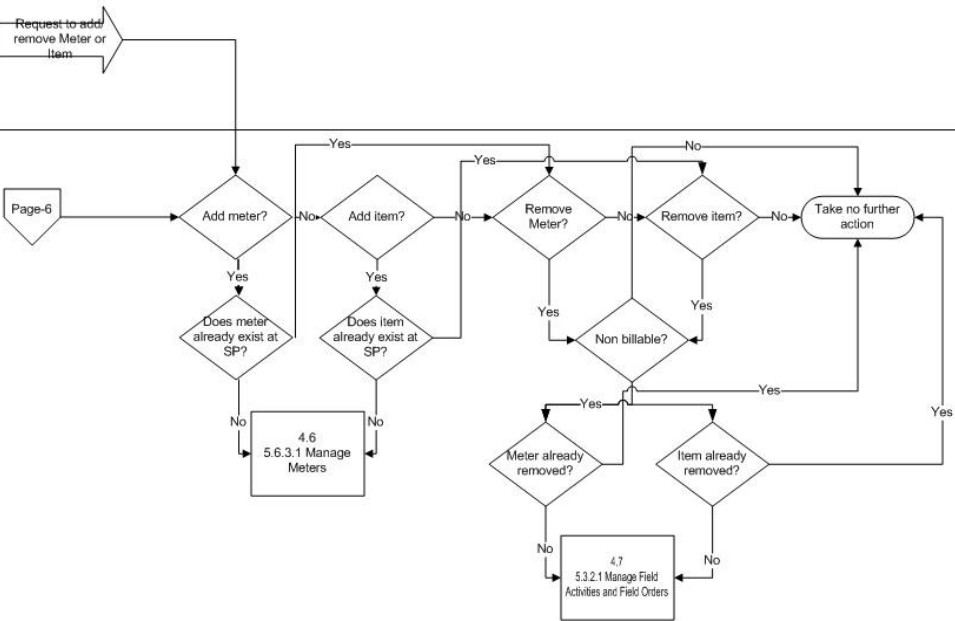 Request to add/
remove Meter or
Item
Yes
No
Yes
Page-6
Add meter?
No
Add item?
No
Remove
Meter?
No
Remove item?
No
Take no further
action
Yes
Yes
Yes
Yes
Does meter
already exist at
SP?
Does item
already exist at
SP?
Non billable?
Yes
Yes
Yes
No
No
4.6
5.6.3.1 Manage
Meters
Meter already
removed?
Item already
removed?
No
No
4.7
5.3.2.1 Manage Field
Activities and Field Orders